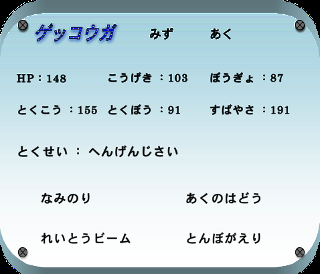 ゲッコウガ みず あく
HP：148 こうげき：103 ぼうぎょ：87
とくこう：155 とくぼう：91 すばやさ：191
とくせい：へんげんじさい
なみのり あくのはどう
れいとうビーム とんぼがえり